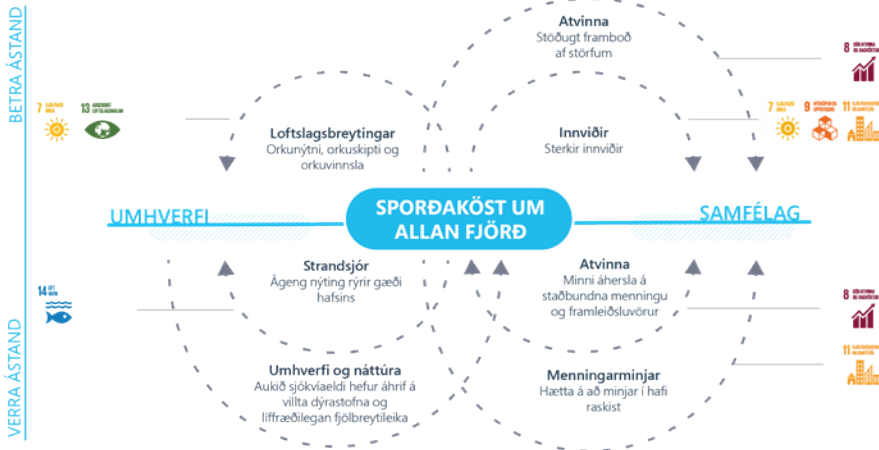 BETRA ÁSTAND
VERRA ÁSTAND
Atvinna
Stöðugt framboð
af störfum
8
7
13
7
9
11
Loftslagsbreytingar
Orkunýtni, orkuskipti og
orkuvinnsla
Innviðir
Sterkir innviðir
UMHVERFI
SPORÐAKÖST UM
ALLAN FJÖRÐ
SAMFÉLAG
Strandsjór
Ágeng nýting rýrir gæði
hafsins
Atvinna
Minni áhersla á
staðbundna menningu
og framleiðsluvörur
14
8
11
Umhverfi og náttúra
Aukið sjókvíaeldi hefur áhrif á
villta dýrastofna og
líffræðilegan fjölbreytileika
Menningarminjar
Hætta á að minjar í hafi
raskist